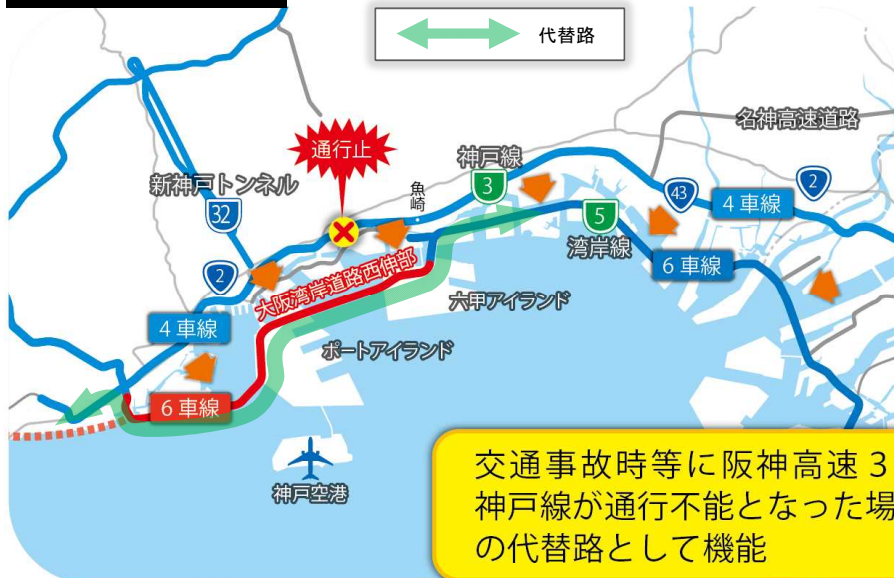 代替路
名神高速道路
通行止
神戸線
魚崎
3
2
43
4車線
新神戸トンネル
32
5
湾岸線
6車線
2
大阪湾岸道路西伸部
六甲アイランド
4車線
ポートアイランド
6車線
神戸空港
交通事故時等に阪神高速3
神戸線が通行不能となった場
の代替路として機能